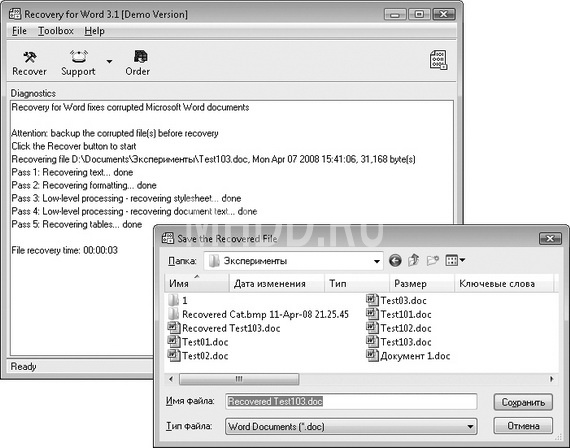 Recovery for Word 3.1 [Demo Version]
File Toolbox Help
Recover Support Order
Diagnostics
Recovery for Word fixes corrupted Microsoft Word documents
Attention: backup the corrupted file(s) before recovery
Click the Recover button to start
Recovering file D:\Documents\Эксперименты\Test103.doc, Mon Apr 07 2008 15:41:06, 31,168 byte(s)
Pass 1: Recovering text... done
Pass 2: Recovering formatting... done
Pass 3: Low-level processing - recovering stylesheet... done
Pass 4: Low-level processing - recovering document text... done
Pass 5: Recovering tables... done
File recovery time: 00:00:03
Ready
MHDD.RU
Save the Recovered File
Папка: Эксперименты
Имя Дата изменения Тип Размер Ключевые слова
1 Test03.doc
Recovered Cat.bmp 11-Apr-08 21.25.45 Test101.doc
Recovered Test103.doc Test102.doc
Test01.doc Test103.doc
Test02.doc Документ 1.doc
Имя файла: Recovered Test103.doc Сохранить
Тип файла: Word Documents (*.doc) Отмена